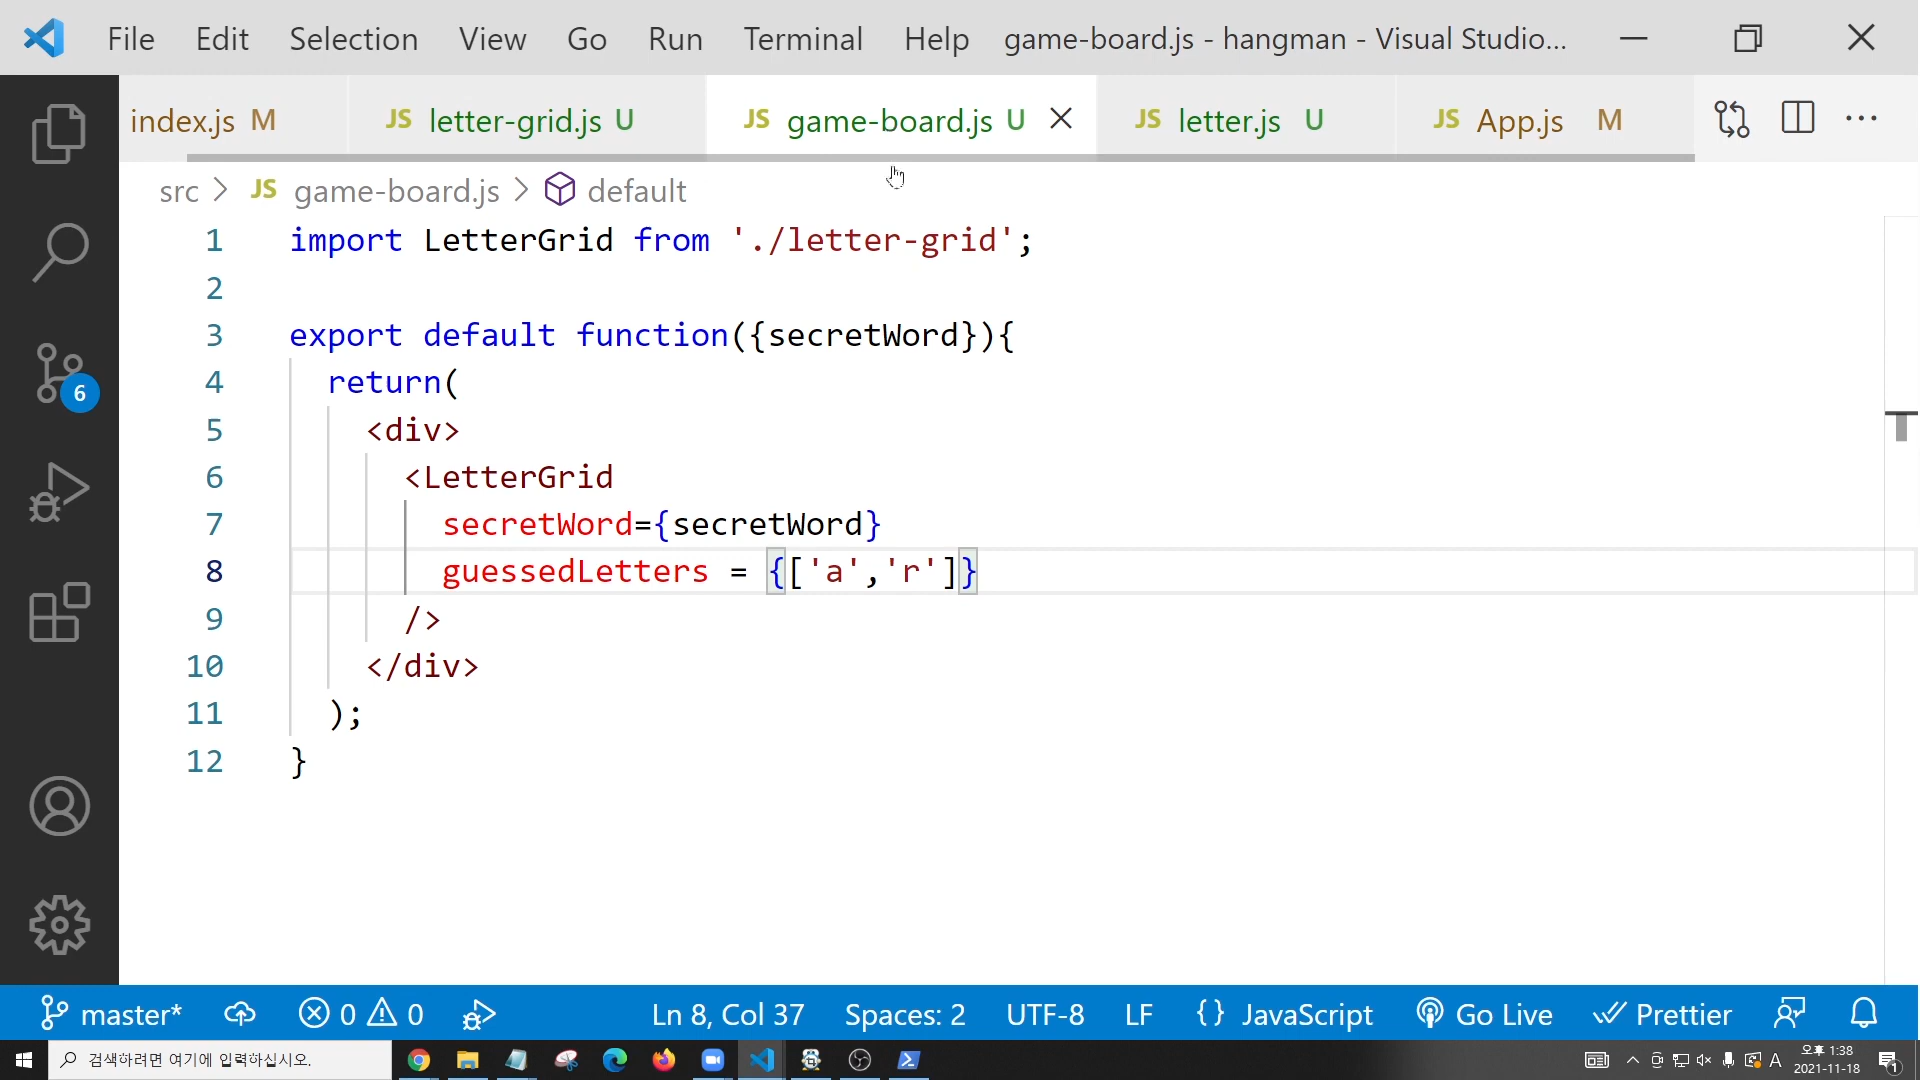 File Edit Selection View Go Run Terminal Help game-board.js - hangman - Visual Studio...
index.js M JS letter-grid.js U JS game-board.js U JS letter.js U JS App.js M
src > JS game-board.js > default
1 import LetterGrid from './letter-grid';
2
3 export default function({secretWord}){
4 return(
5 <div>
6 <LetterGrid
7 secretWord={secretWord}
8 guessedLetters = {['a','r']}
9 />
10 </div>
11 );
12 }
6
master* 0 0 Ln 8, Col 37 Spaces: 2 UTF-8 LF {} JavaScript Go Live Prettier
검색하려면 여기에 입력하십시오.
A 오후 1:38
2021-11-18
1